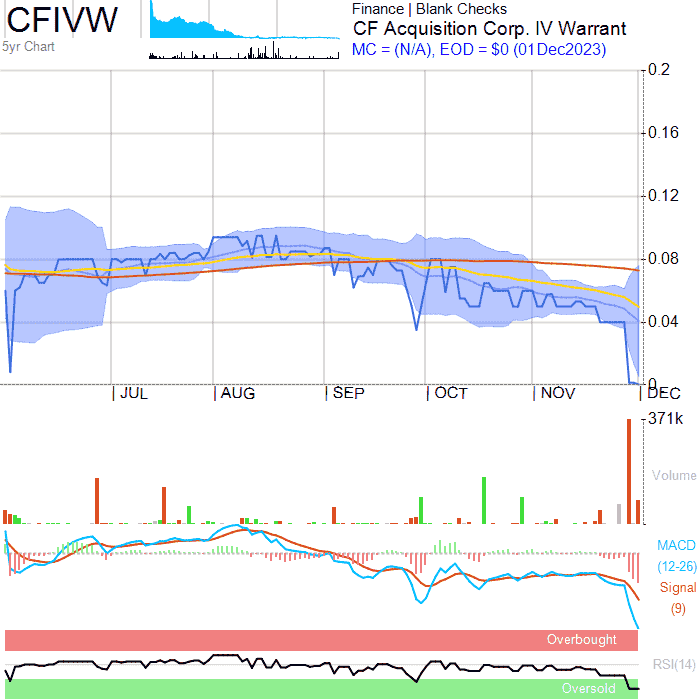 CFIVW
5yr Chart
Finance | Blank Checks
CF Acquisition Corp. IV Warrant
MC = (N/A), EOD = $0 (01Dec2023)
0.2
0.16
0.12
0.08
0.04
0
JUL AUG SEP OCT NOV DEC
371k
Volume
MACD
(12-26)
Signal
(9)
Overbought
RSI(14)
Oversold